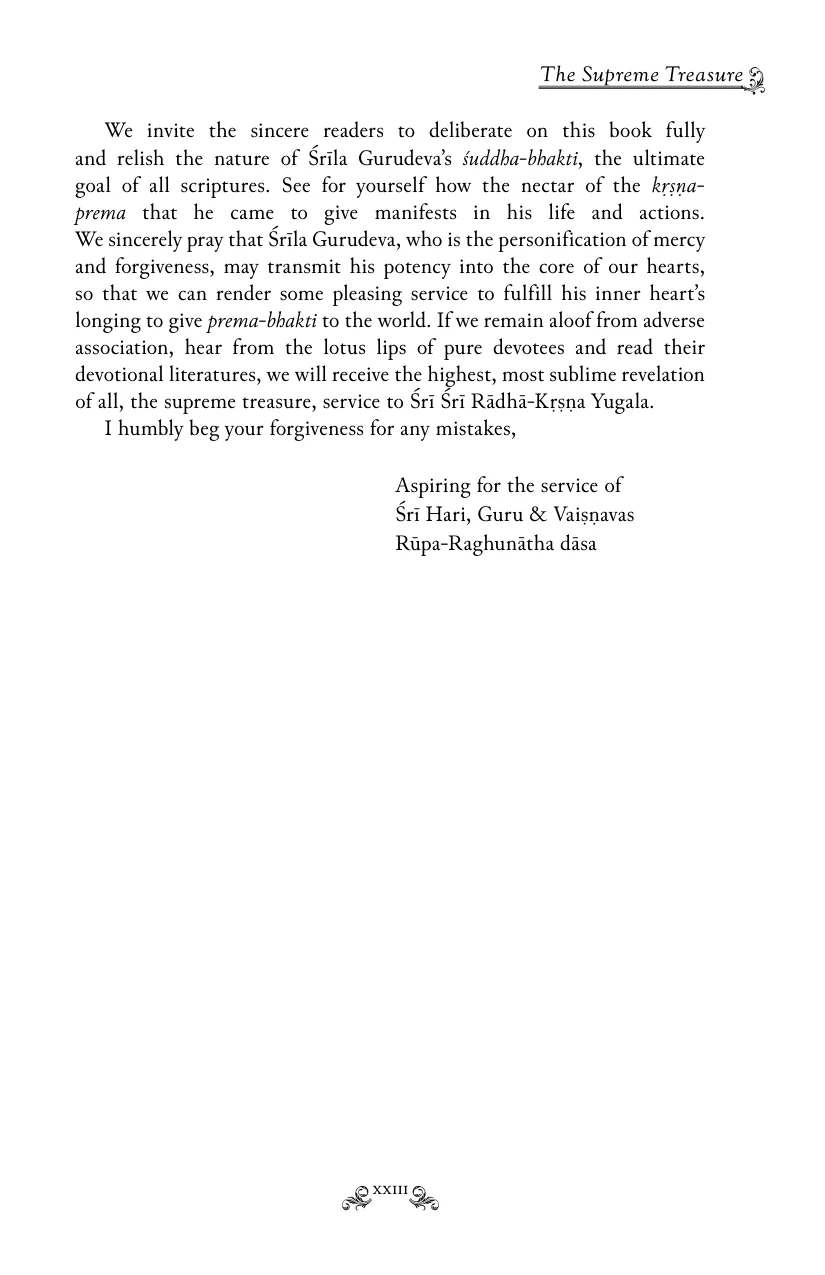 The Supreme Treasure
We invite the sincere readers to deliberate on this book fully
and relish the nature of Śrīla Gurudeva’s śuddha-bhakti, the ultimate
goal of all scriptures. See for yourself how the nectar of the kṛṣṇa-
prema that he came to give manifests in his life and actions.
We sincerely pray that Śrīla Gurudeva, who is the personification of mercy
and forgiveness, may transmit his potency into the core of our hearts,
so that we can render some pleasing service to fulfill his inner heart’s
longing to give prema-bhakti to the world. If we remain aloof from adverse
association, hear from the lotus lips of pure devotees and read their
devotional literatures, we will receive the highest, most sublime revelation
of all, the supreme treasure, service to Śrī Śrī Rādhā-Kṛṣṇa Yugala.
I humbly beg your forgiveness for any mistakes,
Aspiring for the service of
Śrī Hari, Guru & Vaiṣṇavas
Rūpa-Raghunātha dāsa
XXIII